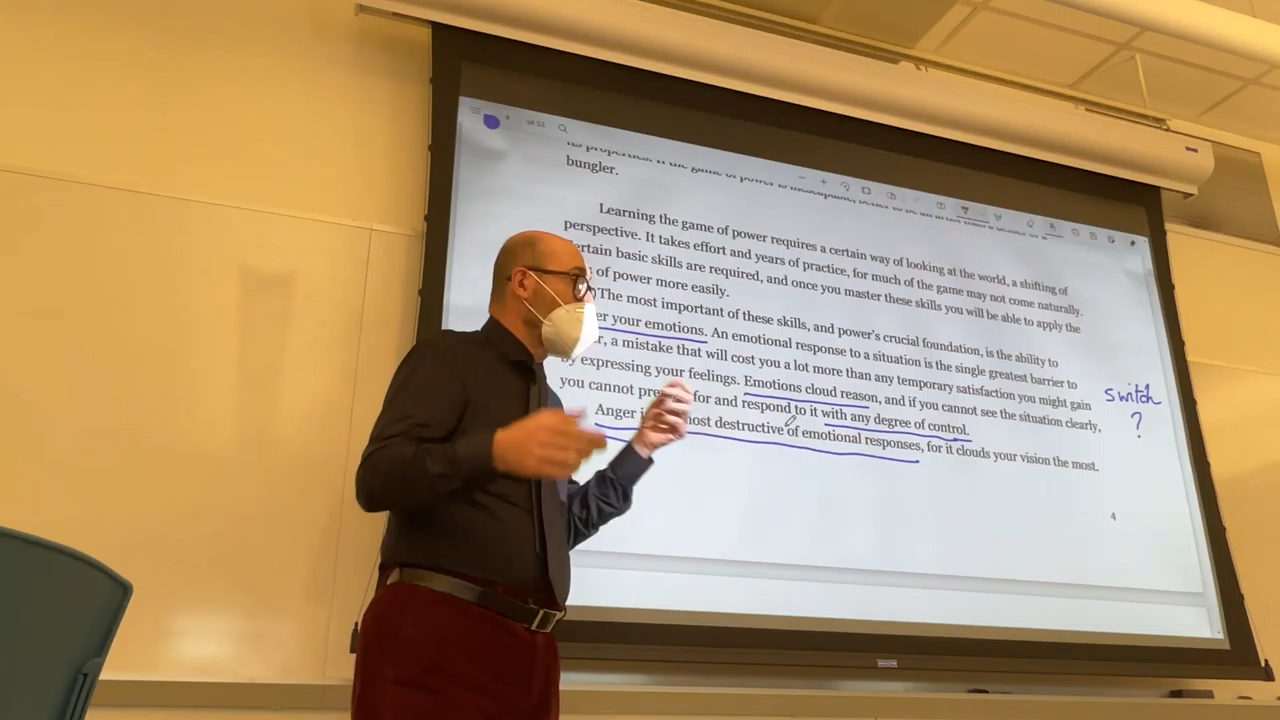 4 of 53
bungler.
Learning the game of power requires a certain way of looking at the world, a shifting of
perspective. It takes effort and years of practice, for much of the game may not come naturally.
ertain basic skills are required, and once you master these skills you will be able to apply the
of power more easily.
The most important of these skills, and power's crucial foundation, is the ability to
er your emotions. An emotional response to a situation is the single greatest barrier to
r, a mistake that will cost you a lot more than any temporary satisfaction you might gain
by expressing your feelings. Emotions cloud reason, and if you cannot see the situation clearly,
you cannot pre for and respond to it with any degree of control.
Anger i most destructive of emotional responses, for it clouds your vision the most.
switch
?
4